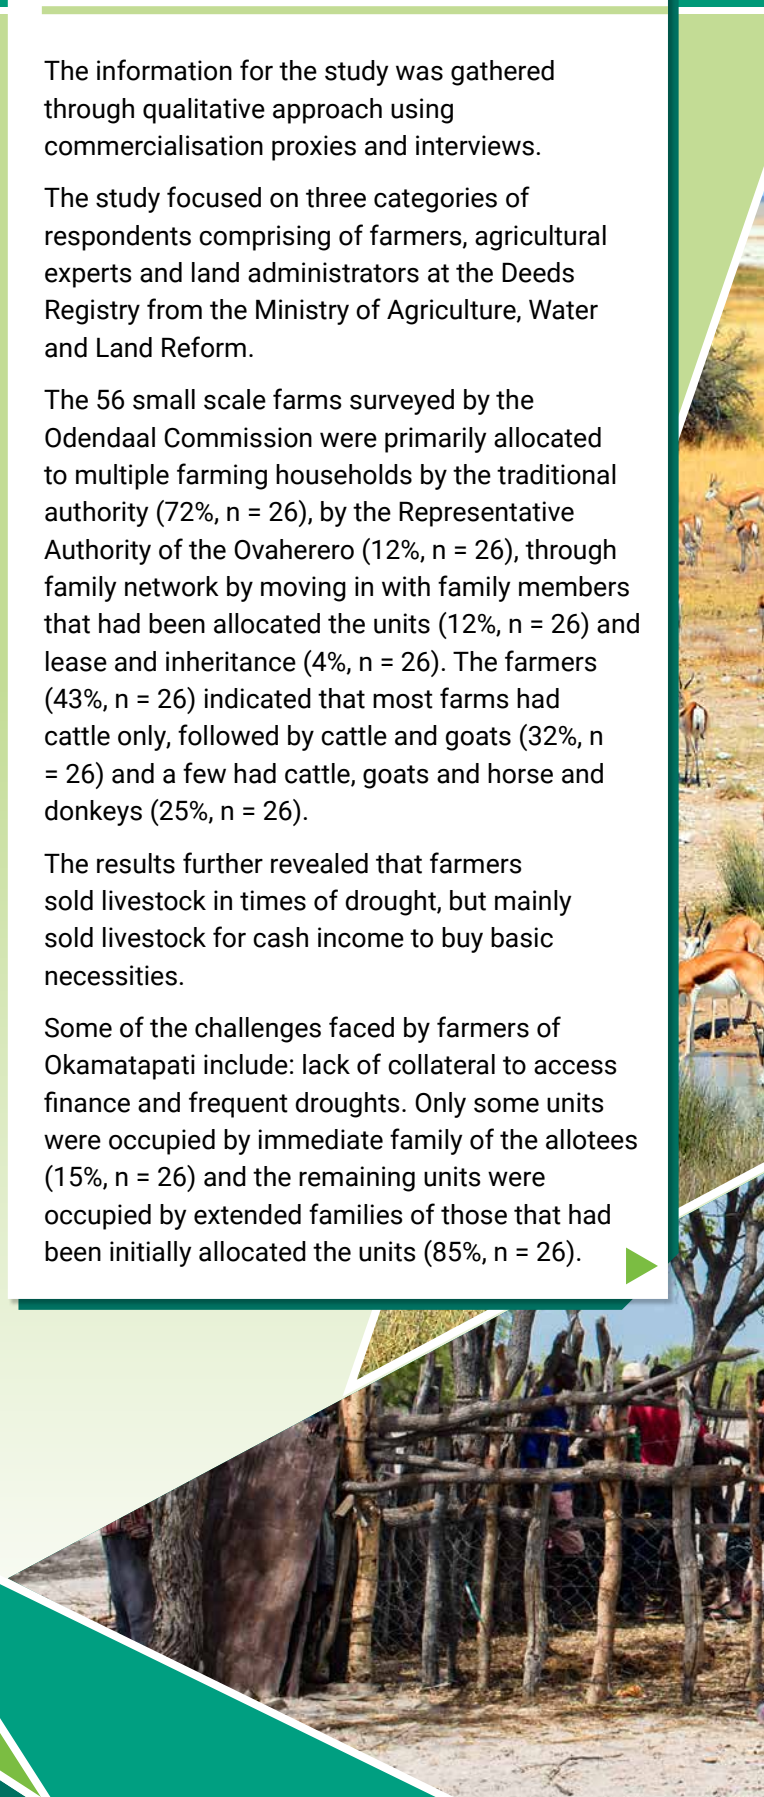 The information for the study was gathered
through qualitative approach using
commercialisation proxies and interviews.
The study focused on three categories of
respondents comprising of farmers, agricultural
experts and land administrators at the Deeds
Registry from the Ministry of Agriculture, Water
and Land Reform.
The 56 small scale farms surveyed by the
Odendaal Commission were primarily allocated
to multiple farming households by the traditional
authority (72%, n = 26), by the Representative
Authority of the Ovaherero (12%, n = 26), through
family network by moving in with family members
that had been allocated the units (12%, n = 26) and
lease and inheritance (4%, n = 26). The farmers
(43%, n = 26) indicated that most farms had
cattle only, followed by cattle and goats (32%, n
= 26) and a few had cattle, goats and horse and
donkeys (25%, n = 26).
The results further revealed that farmers
sold livestock in times of drought, but mainly
sold livestock for cash income to buy basic
necessities.
Some of the challenges faced by farmers of
Okamatapati include: lack of collateral to access
finance and frequent droughts. Only some units
were occupied by immediate family of the allotees
(15%, n = 26) and the remaining units were
occupied by extended families of those that had
been initially allocated the units (85%, n = 26).